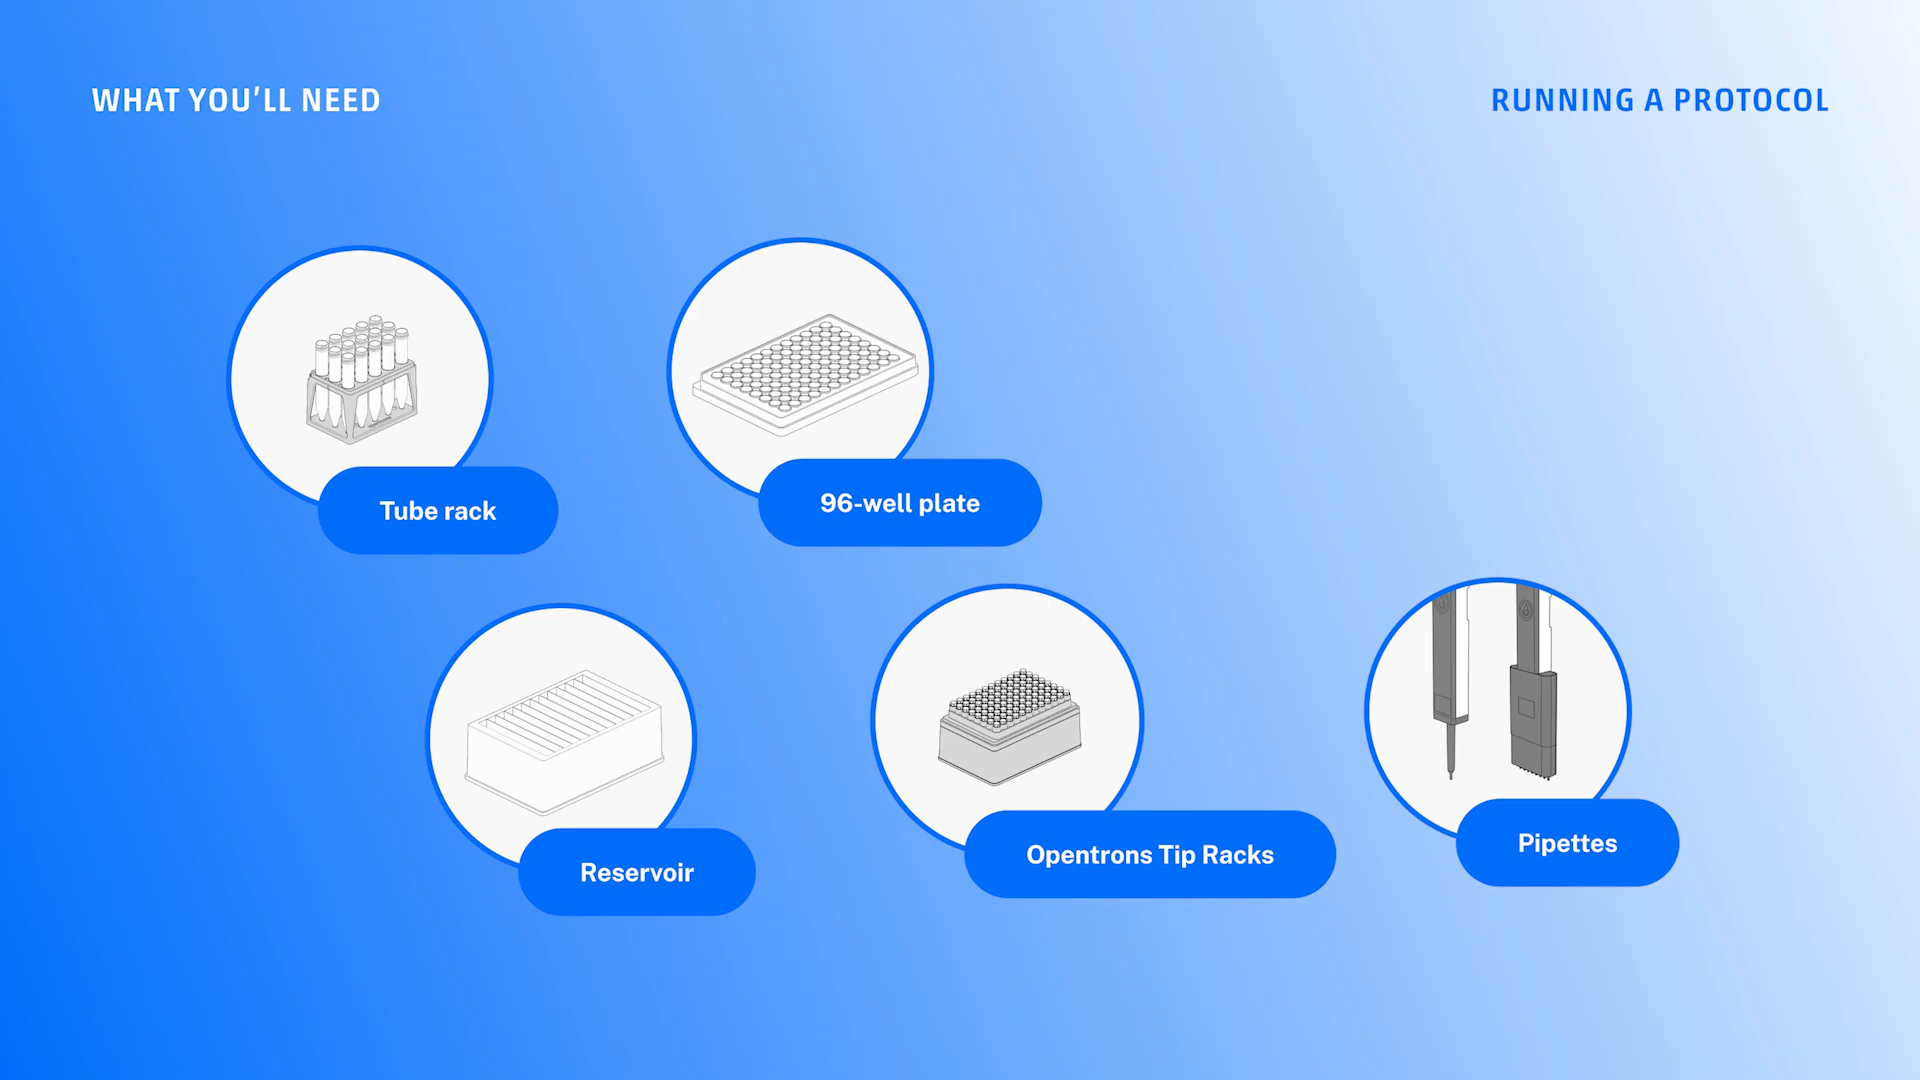 WHAT YOU'LL NEED
RUNNING A PROTOCOL
Tube rack
96-well plate
Reservoir
Opentrons Tip Racks
Pipettes